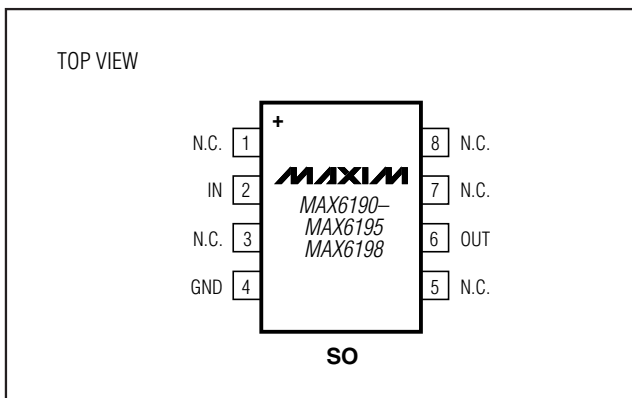 TOP VIEW
+
N.C. 1
8 N.C.
MAXIM
IN 2
7 N.C.
MAX6190–
MAX6195
MAX6198
N.C. 3
6 OUT
GND 4
5 N.C.
SO